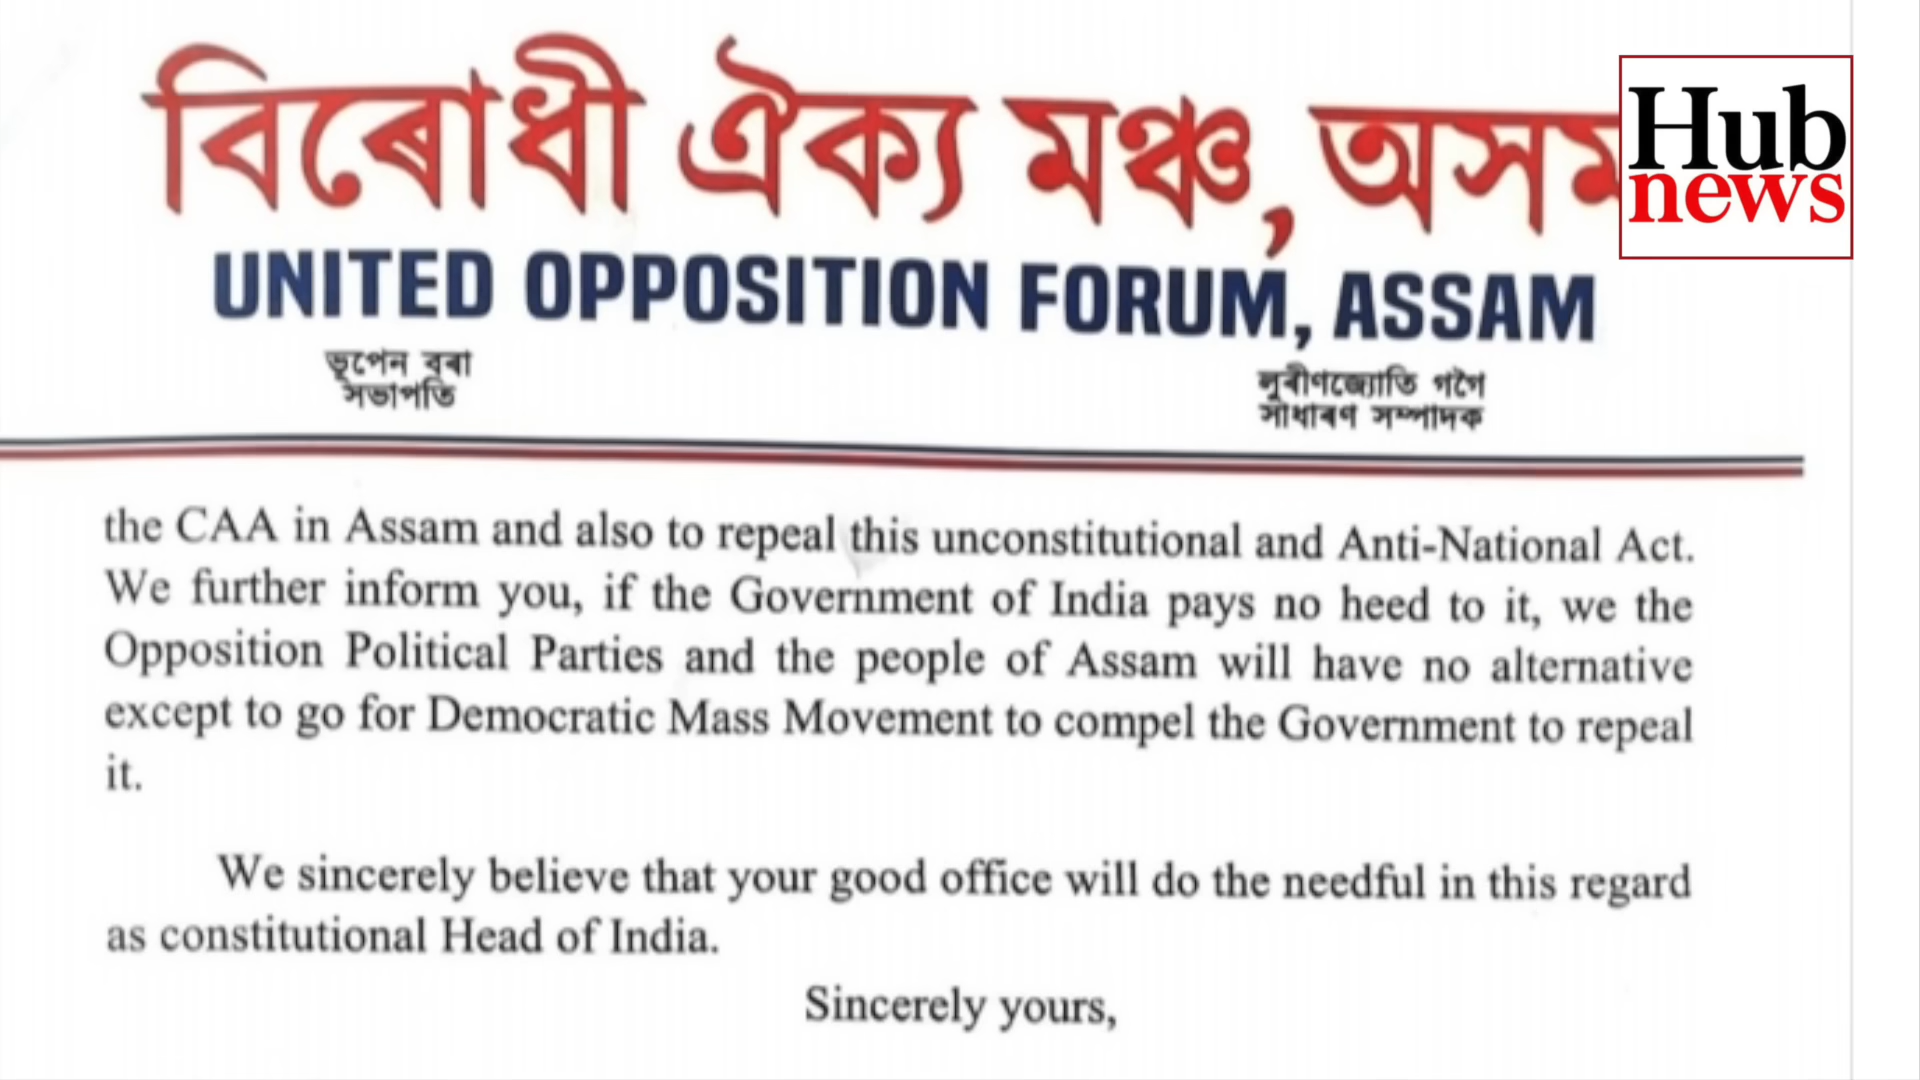 বিৰোধী ঐক্য মঞ্চ, অসম
Hub
news
UNITED OPPOSITION FORUM, ASSAM
ভূপেন বৰা
সভাপতি
লুৰীণজ্যোতি গগৈ
সাধাৰণ সম্পাদক
the CAA in Assam and also to repeal this unconstitutional and Anti-National Act.
We further inform you, if the Government of India pays no heed to it, we the
Opposition Political Parties and the people of Assam will have no alternative
except to go for Democratic Mass Movement to compel the Government to repeal
it.
We sincerely believe that your good office will do the needful in this regard
as constitutional Head of India.
Sincerely yours,